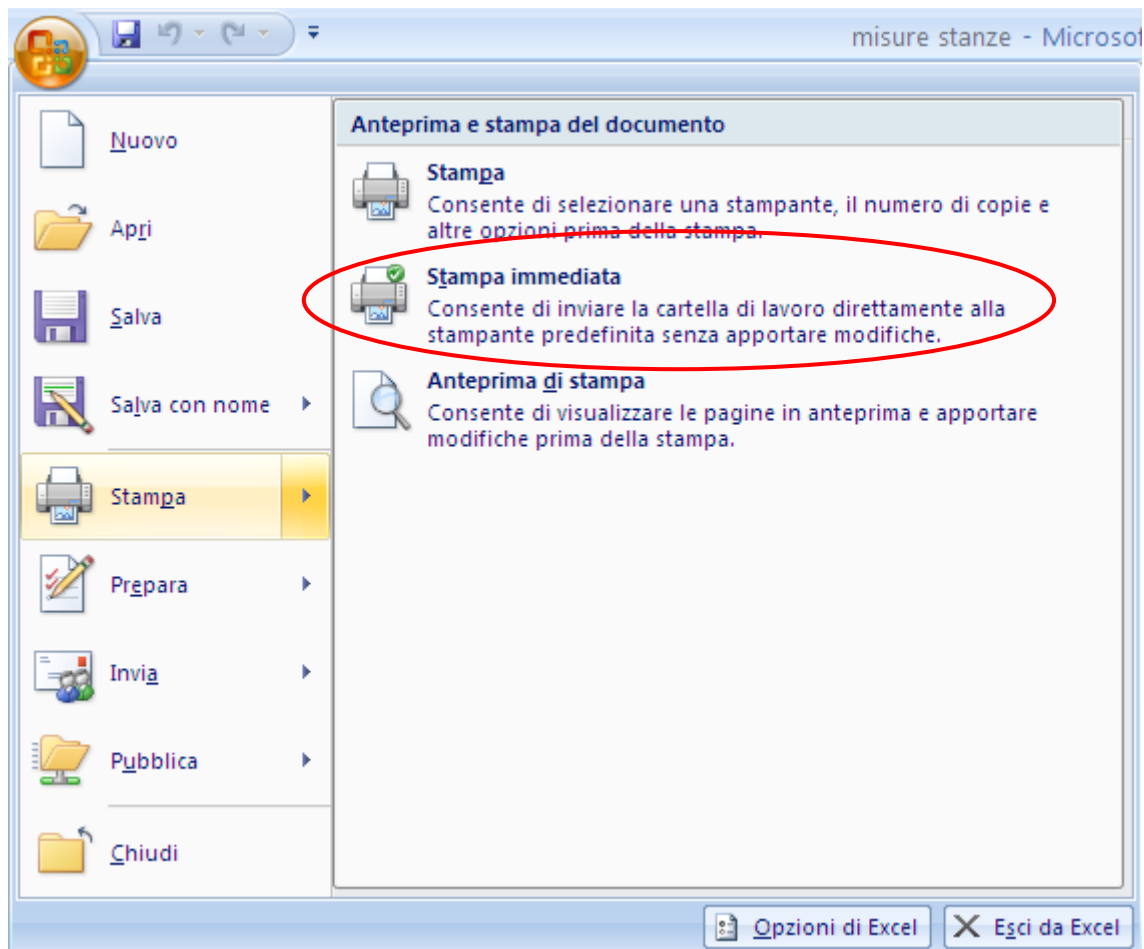 misure stanze - Microsof
Nuovo
Apri
Salva
Salva con nome
Stampa
Prepara
Invia
Pubblica
Chiudi
Anteprima e stampa del documento
Stampa
Consente di selezionare una stampante, il numero di copie e
altre opzioni prima della stampa.
Stampa immediata
Consente di inviare la cartella di lavoro direttamente alla
stampante predefinita senza apportare modifiche.
Anteprima di stampa
Consente di visualizzare le pagine in anteprima e apportare
modifiche prima della stampa.
Opzioni di Excel
Esci da Excel